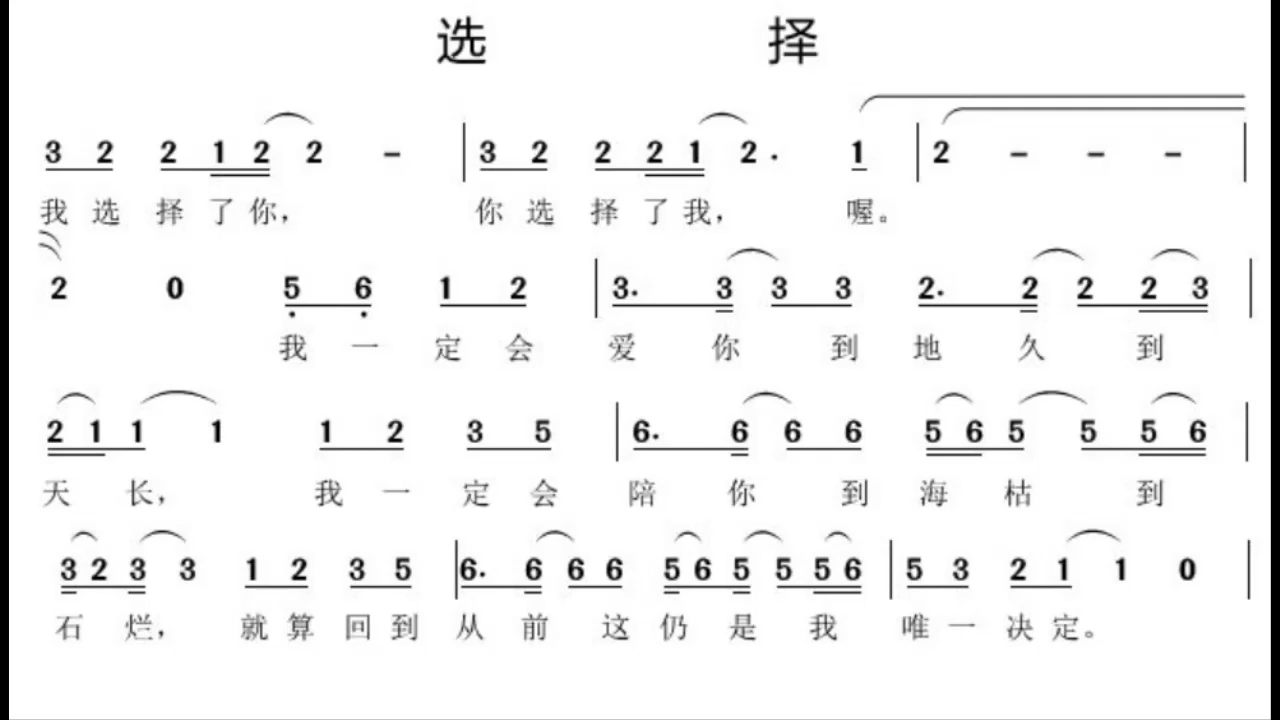 选 择
3 2 2 1 2 2 – | 3 2 2 2 1 2 . 1 | 2 – – – |
我 选 择 了 你， 你 选 择 了 我， 喔。
2 0 5 6 1 2 | 3. 3 3 3 2. 2 2 2 3 |
我 一 定 会 爱 你 到 地 久 到
2 1 1 1 1 2 3 5 | 6. 6 6 6 5 6 5 5 5 6 |
天 长， 我 一 定 会 陪 你 到 海 枯 到
3 2 3 3 1 2 3 5 | 6. 6 6 6 5 6 5 5 5 6 | 5 3 2 1 1 0 |
石 烂， 就 算 回 到 从 前 这 仍 是 我 唯 一 决 定。